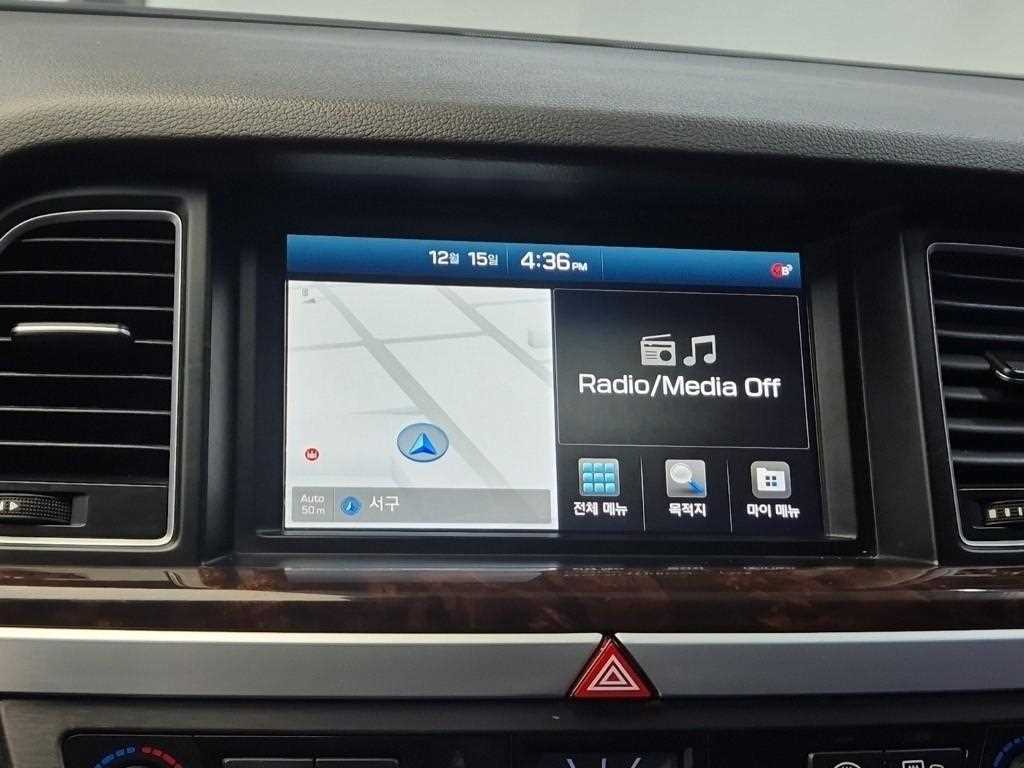 12월 15일 4:36 PM
Radio/Media Off
Auto
50 m
서구
전체 메뉴
목적지
마이 메뉴